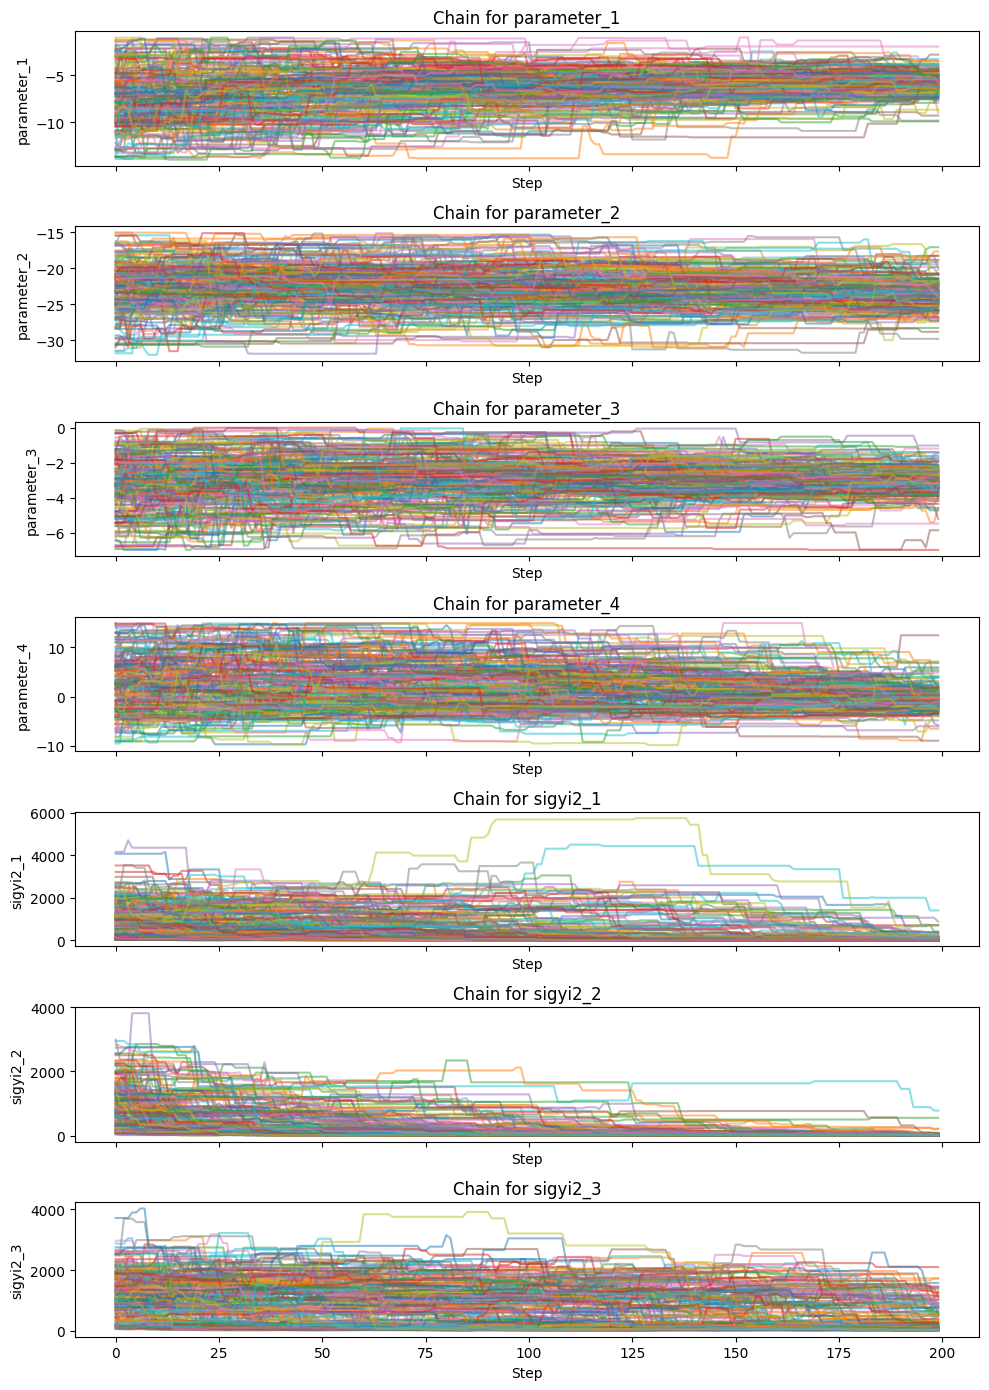 Chain for parameter_1
parameter_1
−5
−10
Step
Chain for parameter_2
parameter_2
−15
−20
−25
−30
Step
Chain for parameter_3
parameter_3
0
−2
−4
−6
Step
Chain for parameter_4
parameter_4
10
0
−10
Step
Chain for sigyi2_1
sigyi2_1
6000
4000
2000
0
Step
Chain for sigyi2_2
sigyi2_2
4000
2000
0
Step
Chain for sigyi2_3
sigyi2_3
4000
2000
0
0 25 50 75 100 125 150 175 200
Step